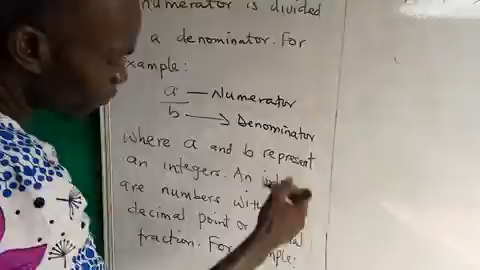 numerator is divided
a denominator. For
xample:
a — Numerator
b → Denominator
Where a and b represent
an integers. An
are numbers with
decimal point or
fraction. For